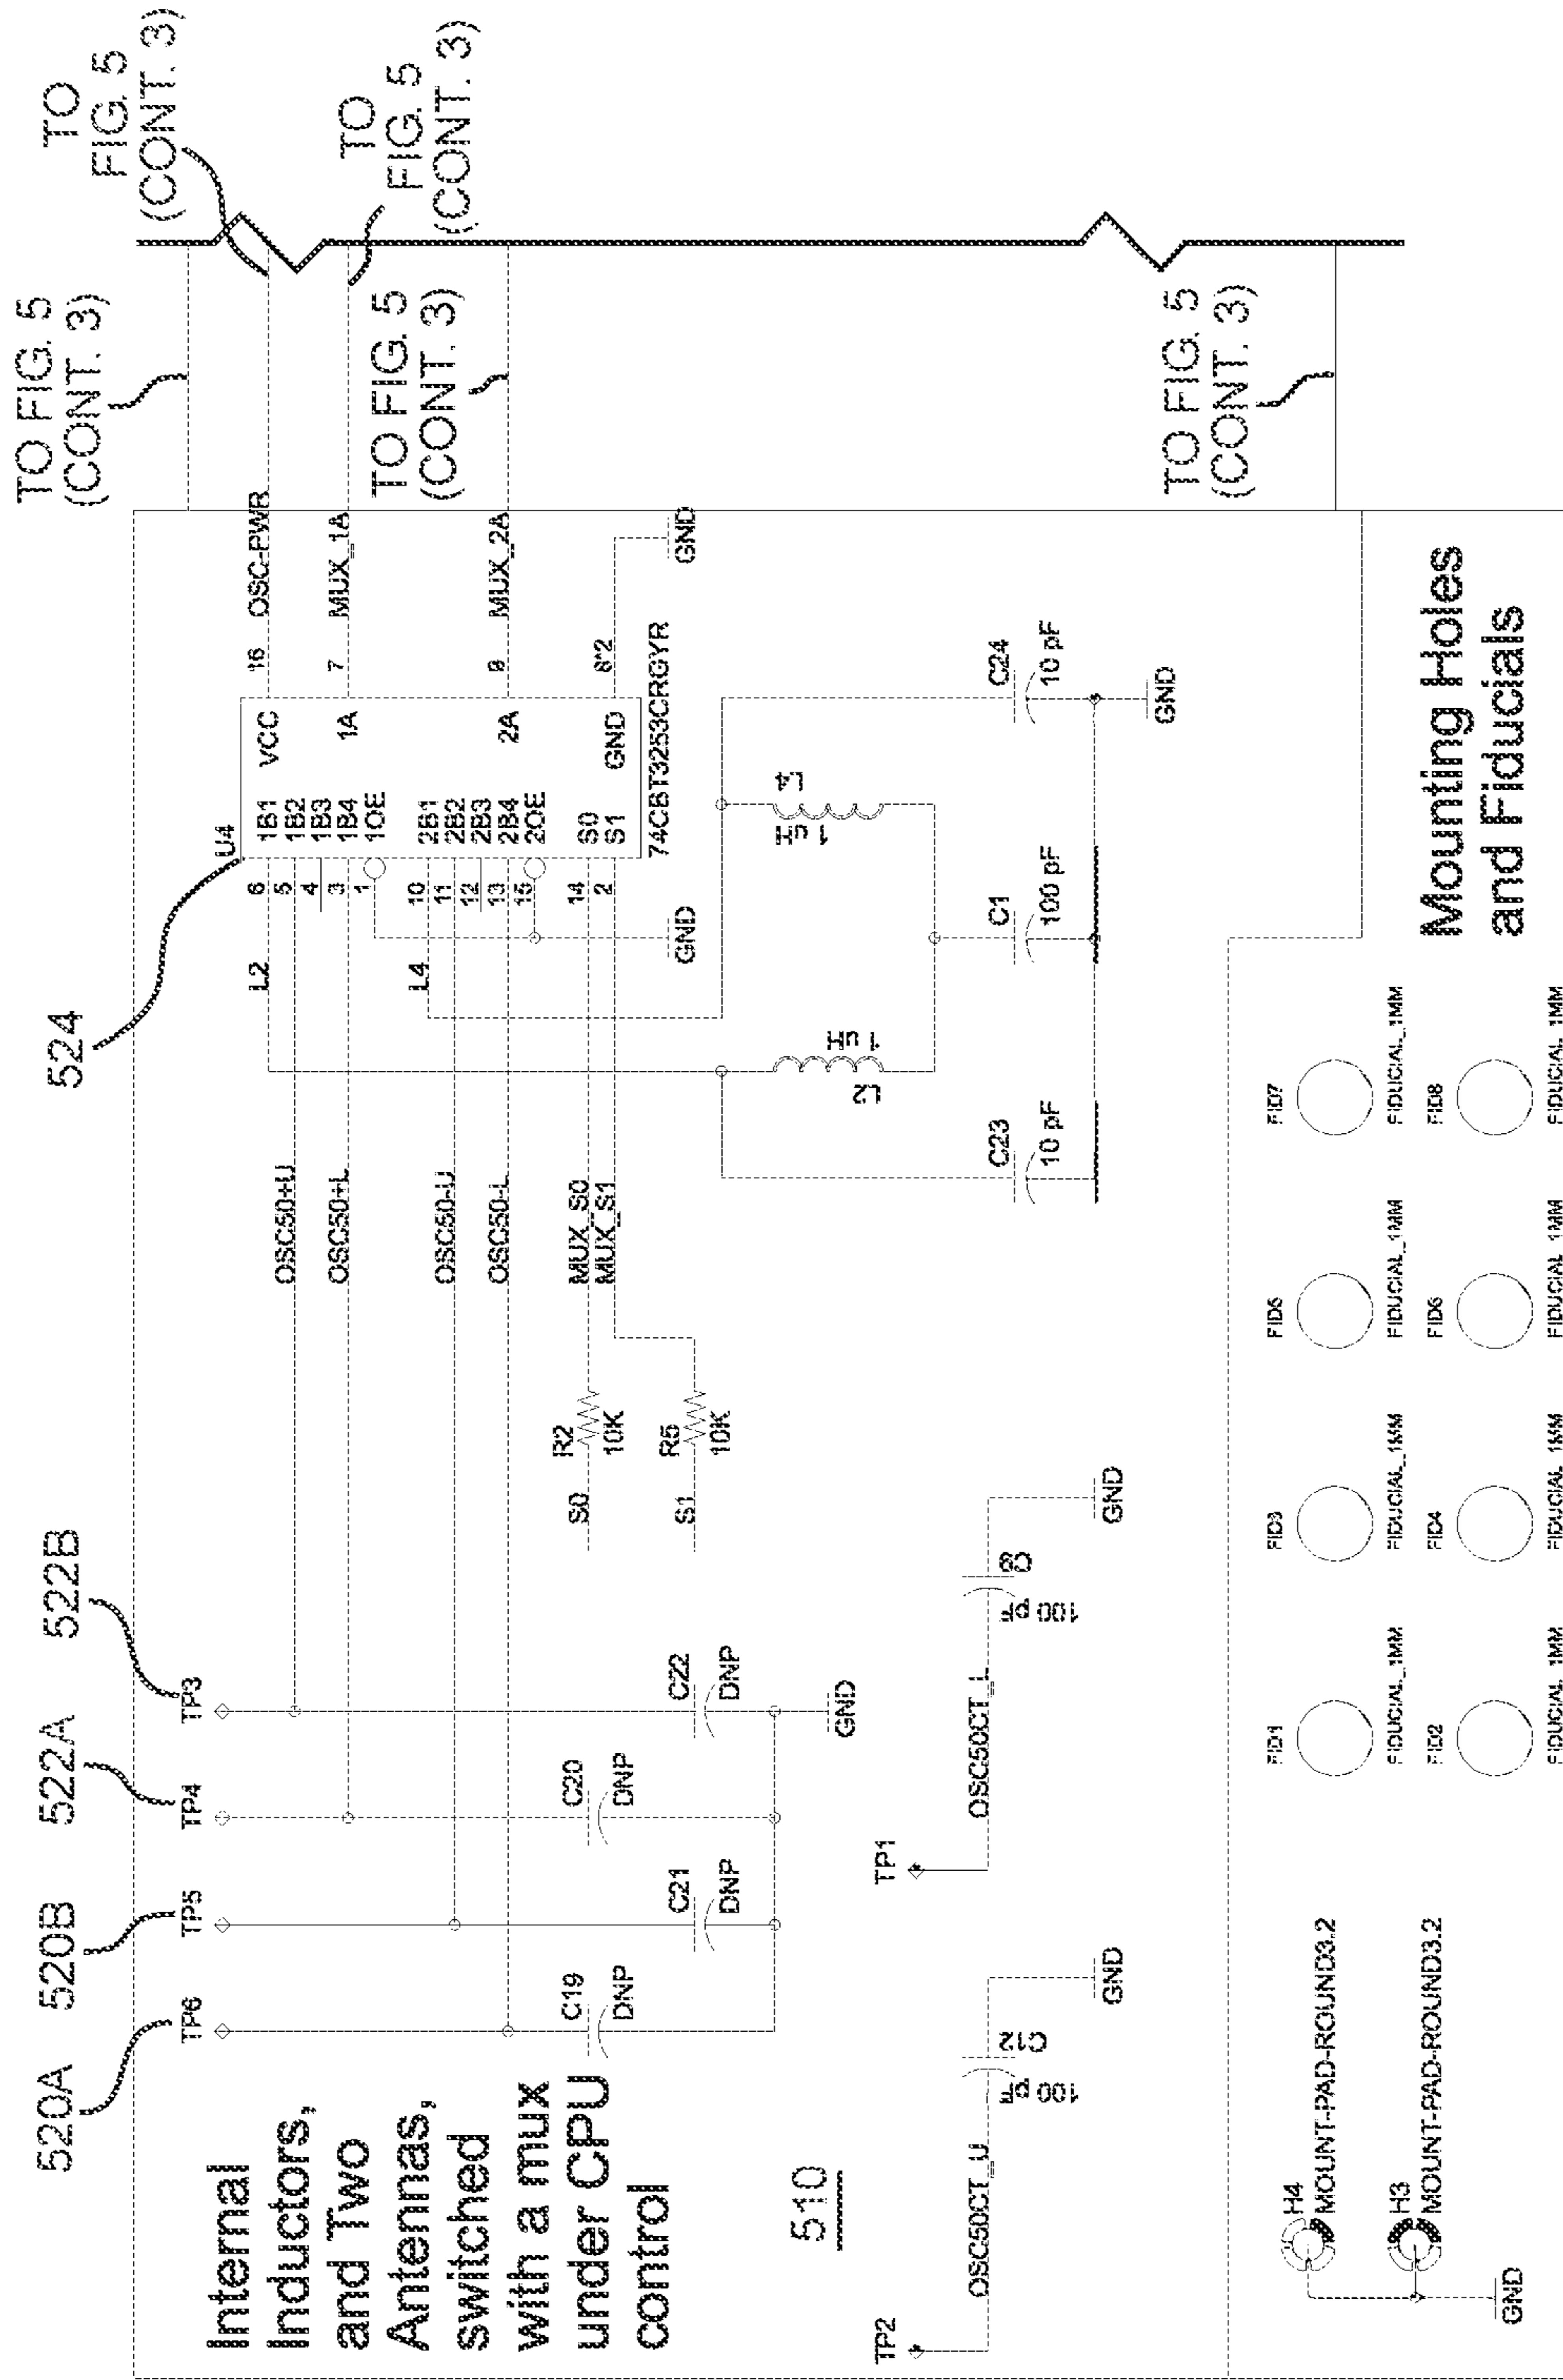 TO FIG. 5
(CONT. 3)
TO
FIG. 5
(CONT. 3)
TO
FIG. 5
(CONT. 3)
TO FIG. 5
(CONT. 3)
TO FIG. 5
(CONT. 3)
520A
520B
522A
522B
524
Internal
Inductors,
and Two
Antennas,
switched
with a mux
under CPU
control
510
TP6
TP5
TP4
TP3
C19
DNP
C21
DNP
C20
DNP
C22
DNP
GND
OSC50+U
OSC50+L
OSC50-U
OSC50-L
MUX_S0
MUX_S1
S0
R2
10K
S1
R5
10K
U4
L2
6
1B1
5
1B2
4
1B3
3
1B4
1
1OE
L4
10
2B1
11
2B2
12
2B3
13
2B4
15
2OE
14
S0
2
S1
VCC
16
OSC-PWR
1A
7
MUX_1A
2A
9
MUX_2A
GND
8*2
GND
74CBT3253CRGYR
GND
L2
1 uH
L4
1 uH
C23
10 pF
C1
100 pF
C24
10 pF
GND
TP2
OSC50CT_U
C12
100 pF
GND
TP1
OSC50CT_L
C9
100 pF
GND
H4
MOUNT-PAD-ROUND3.2
H3
MOUNT-PAD-ROUND3.2
GND
FID1
FIDUCIAL_1MM
FID3
FIDUCIAL_1MM
FID5
FIDUCIAL_1MM
FID7
FIDUCIAL_1MM
FID2
FIDUCIAL_1MM
FID4
FIDUCIAL_1MM
FID6
FIDUCIAL_1MM
FID8
FIDUCIAL_1MM
Mounting Holes
and Fiducials